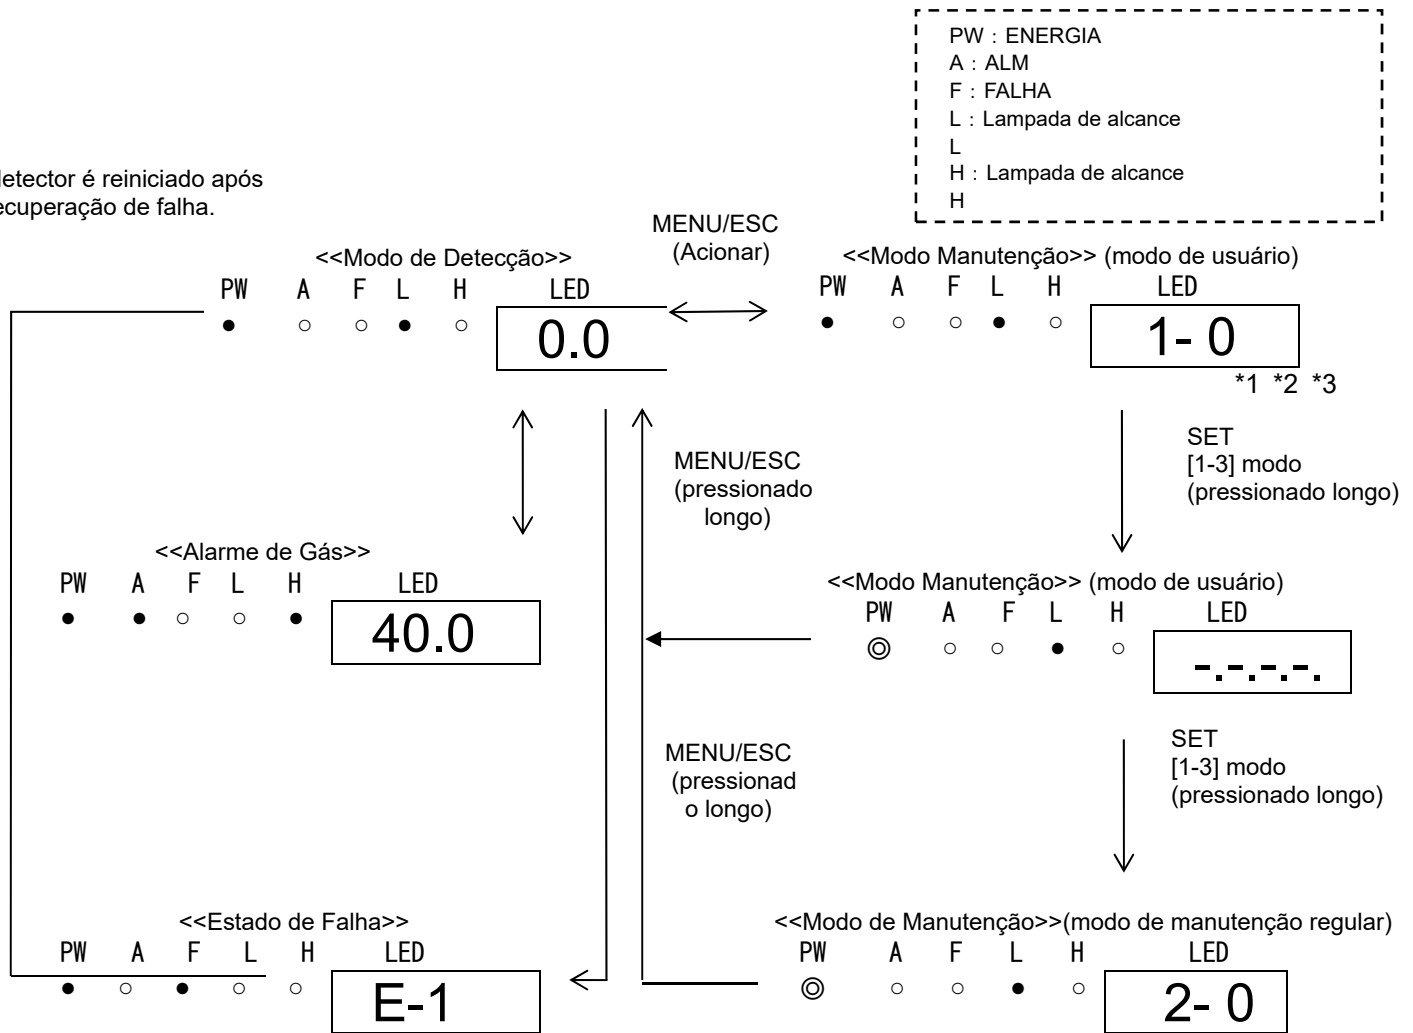 PW : ENERGIA
A : ALM
F : FALHA
L : Lampada de alcance
L
H : Lampada de alcance
H
detector é reiniciado após
recuperação de falha.
MENU/ESC
(Acionar)
<<Modo de Detecção>>
PW A F L H LED
● ○ ○ ● ○ 0.0
<<Modo Manutenção>> (modo de usuário)
PW A F L H LED
● ○ ○ ● ○ 1- 0
*1 *2 *3
SET
[1-3] modo
(pressionado longo)
MENU/ESC
(pressionado
longo)
<<Alarme de Gás>>
PW A F L H LED
● ● ○ ○ ● 40.0
<<Modo Manutenção>> (modo de usuário)
PW A F L H LED
◎ ○ ○ ● ○ -.-.-.-.
SET
[1-3] modo
(pressionado longo)
MENU/ESC
(pressionad
o longo)
<<Estado de Falha>>
PW A F L H LED
● ○ ● ○ ○ E-1
<<Modo de Manutenção>>(modo de manutenção regular)
PW A F L H LED
◎ ○ ○ ● ○ 2- 0